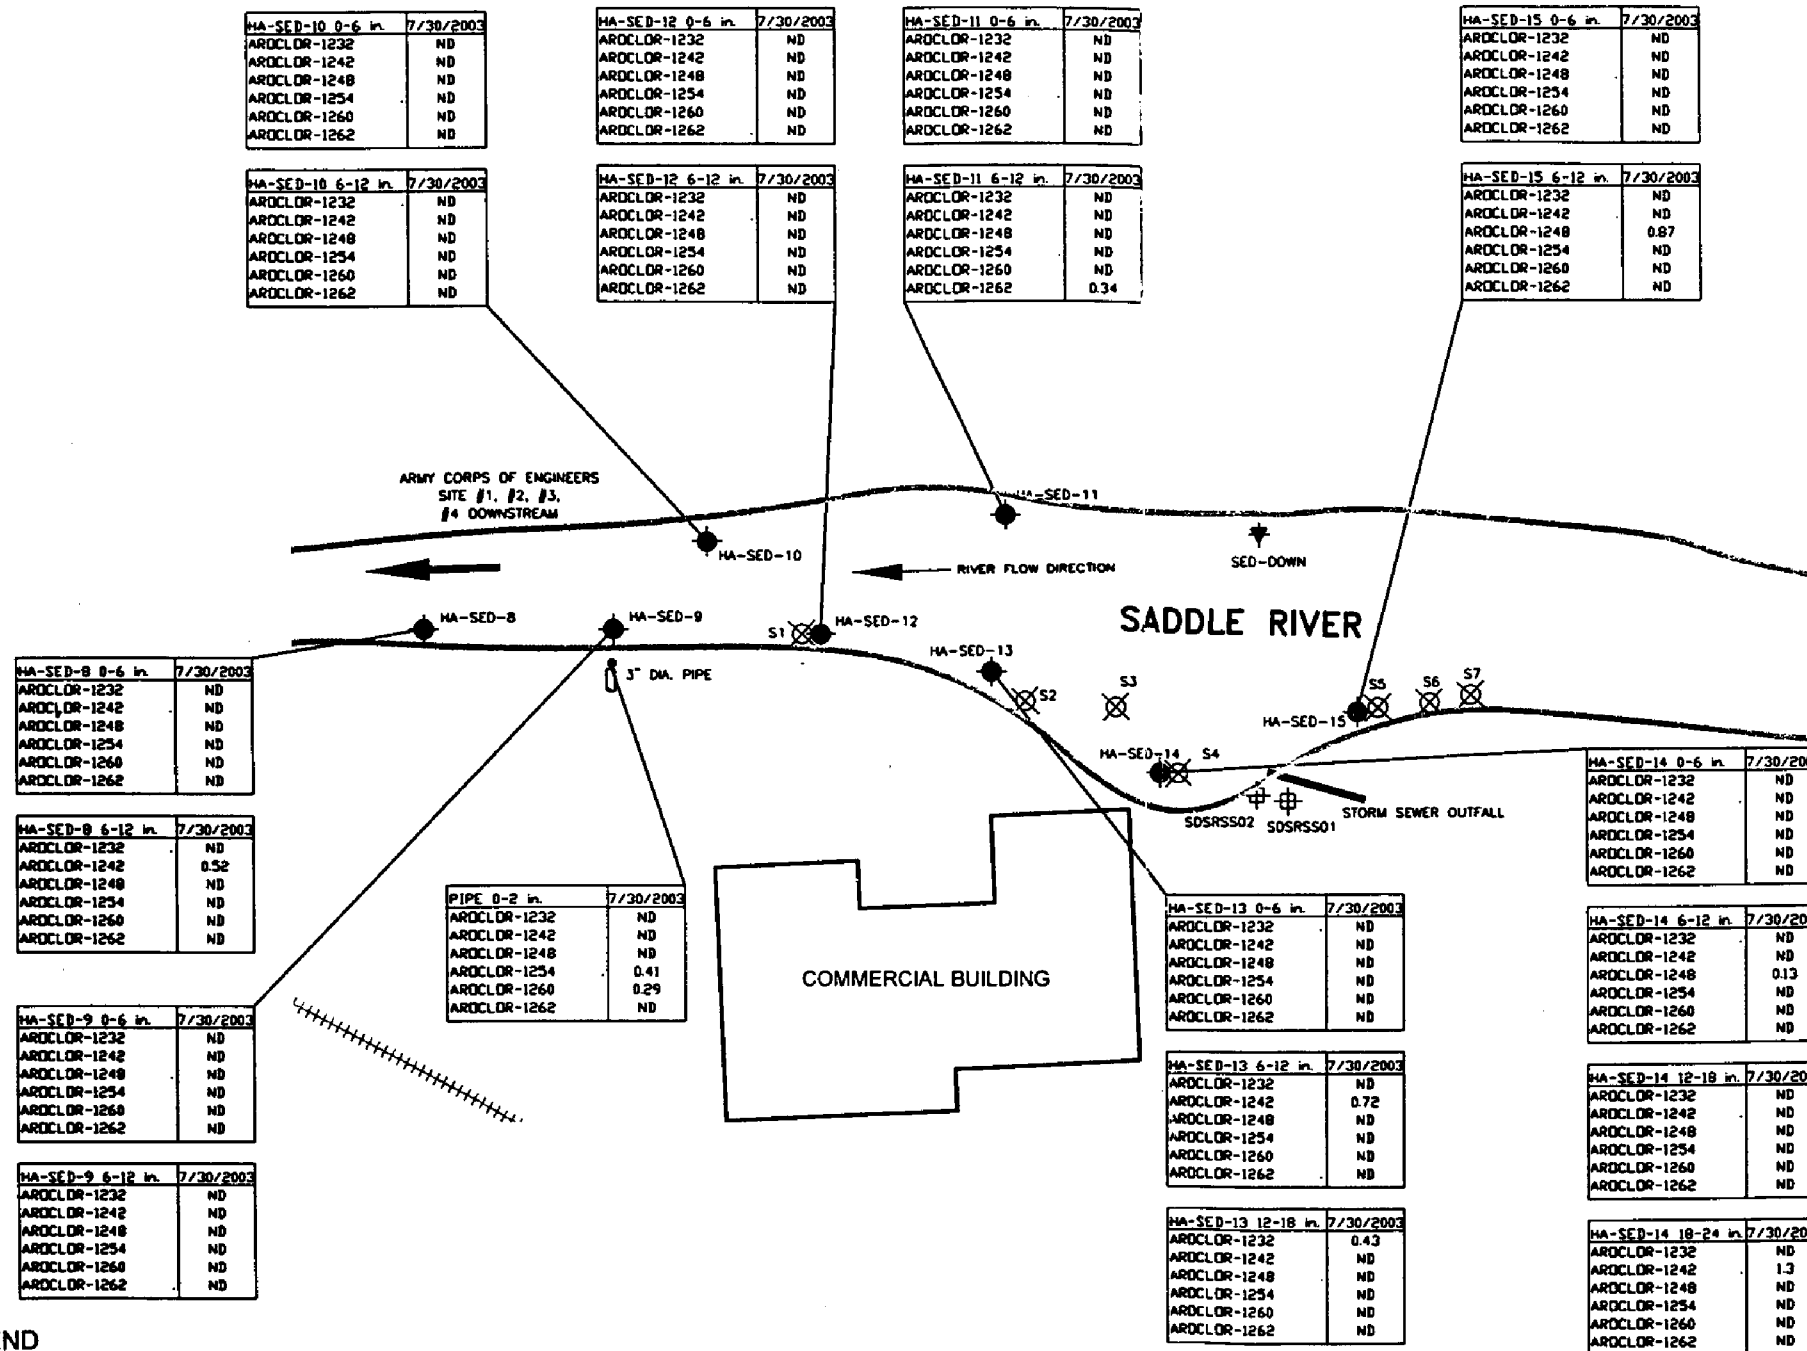 HA-SED-10 0-6 in. 7/30/2003
AROCLOR-1232 ND
AROCLOR-1242 ND
AROCLOR-1248 ND
AROCLOR-1254 ND
AROCLOR-1260 ND
AROCLOR-1262 ND
HA-SED-12 0-6 in. 7/30/2003
AROCLOR-1232 ND
AROCLOR-1242 ND
AROCLOR-1248 ND
AROCLOR-1254 ND
AROCLOR-1260 ND
AROCLOR-1262 ND
HA-SED-11 0-6 in. 7/30/2003
AROCLOR-1232 ND
AROCLOR-1242 ND
AROCLOR-1248 ND
AROCLOR-1254 ND
AROCLOR-1260 ND
AROCLOR-1262 ND
HA-SED-15 0-6 in. 7/30/2003
AROCLOR-1232 ND
AROCLOR-1242 ND
AROCLOR-1248 ND
AROCLOR-1254 ND
AROCLOR-1260 ND
AROCLOR-1262 ND
HA-SED-10 6-12 in. 7/30/2003
AROCLOR-1232 ND
AROCLOR-1242 ND
AROCLOR-1248 ND
AROCLOR-1254 ND
AROCLOR-1260 ND
AROCLOR-1262 ND
HA-SED-12 6-12 in. 7/30/2003
AROCLOR-1232 ND
AROCLOR-1242 ND
AROCLOR-1248 ND
AROCLOR-1254 ND
AROCLOR-1260 ND
AROCLOR-1262 ND
HA-SED-11 6-12 in. 7/30/2003
AROCLOR-1232 ND
AROCLOR-1242 ND
AROCLOR-1248 ND
AROCLOR-1254 ND
AROCLOR-1260 ND
AROCLOR-1262 0.34
HA-SED-15 6-12 in. 7/30/2003
AROCLOR-1232 ND
AROCLOR-1242 ND
AROCLOR-1248 0.87
AROCLOR-1254 ND
AROCLOR-1260 ND
AROCLOR-1262 ND
ARMY CORPS OF ENGINEERS
SITE #1, #2, #3,
#4 DOWNSTREAM
HA-SED-11
HA-SED-10
SED-DOWN
RIVER FLOW DIRECTION
SADDLE RIVER
HA-SED-8
HA-SED-9
S1
HA-SED-12
HA-SED-13
3" DIA. PIPE
S2
S3
S5
S6
S7
HA-SED-15
HA-SED-14
S4
SDSRSS02
SDSRSS01
STORM SEWER OUTFALL
HA-SED-8 0-6 in. 7/30/2003
AROCLOR-1232 ND
AROCLOR-1242 ND
AROCLOR-1248 ND
AROCLOR-1254 ND
AROCLOR-1260 ND
AROCLOR-1262 ND
HA-SED-8 6-12 in. 7/30/2003
AROCLOR-1232 ND
AROCLOR-1242 0.52
AROCLOR-1248 ND
AROCLOR-1254 ND
AROCLOR-1260 ND
AROCLOR-1262 ND
HA-SED-9 0-6 in. 7/30/2003
AROCLOR-1232 ND
AROCLOR-1242 ND
AROCLOR-1248 ND
AROCLOR-1254 ND
AROCLOR-1260 ND
AROCLOR-1262 ND
HA-SED-9 6-12 in. 7/30/2003
AROCLOR-1232 ND
AROCLOR-1242 ND
AROCLOR-1248 ND
AROCLOR-1254 ND
AROCLOR-1260 ND
AROCLOR-1262 ND
PIPE 0-2 in. 7/30/2003
AROCLOR-1232 ND
AROCLOR-1242 ND
AROCLOR-1248 ND
AROCLOR-1254 0.41
AROCLOR-1260 0.29
AROCLOR-1262 ND
COMMERCIAL BUILDING
HA-SED-13 0-6 in. 7/30/2003
AROCLOR-1232 ND
AROCLOR-1242 ND
AROCLOR-1248 ND
AROCLOR-1254 ND
AROCLOR-1260 ND
AROCLOR-1262 ND
HA-SED-13 6-12 in. 7/30/2003
AROCLOR-1232 ND
AROCLOR-1242 0.72
AROCLOR-1248 ND
AROCLOR-1254 ND
AROCLOR-1260 ND
AROCLOR-1262 ND
HA-SED-13 12-18 in. 7/30/2003
AROCLOR-1232 0.43
AROCLOR-1242 ND
AROCLOR-1248 ND
AROCLOR-1254 ND
AROCLOR-1260 ND
AROCLOR-1262 ND
HA-SED-14 0-6 in. 7/30/20
AROCLOR-1232 ND
AROCLOR-1242 ND
AROCLOR-1248 ND
AROCLOR-1254 ND
AROCLOR-1260 ND
AROCLOR-1262 ND
HA-SED-14 6-12 in. 7/30/20
AROCLOR-1232 ND
AROCLOR-1242 ND
AROCLOR-1248 0.13
AROCLOR-1254 ND
AROCLOR-1260 ND
AROCLOR-1262 ND
HA-SED-14 12-18 in. 7/30/20
AROCLOR-1232 ND
AROCLOR-1242 ND
AROCLOR-1248 ND
AROCLOR-1254 ND
AROCLOR-1260 ND
AROCLOR-1262 ND
HA-SED-14 18-24 in. 7/30/20
AROCLOR-1232 ND
AROCLOR-1242 1.3
AROCLOR-1248 ND
AROCLOR-1254 ND
AROCLOR-1260 ND
AROCLOR-1262 ND
END